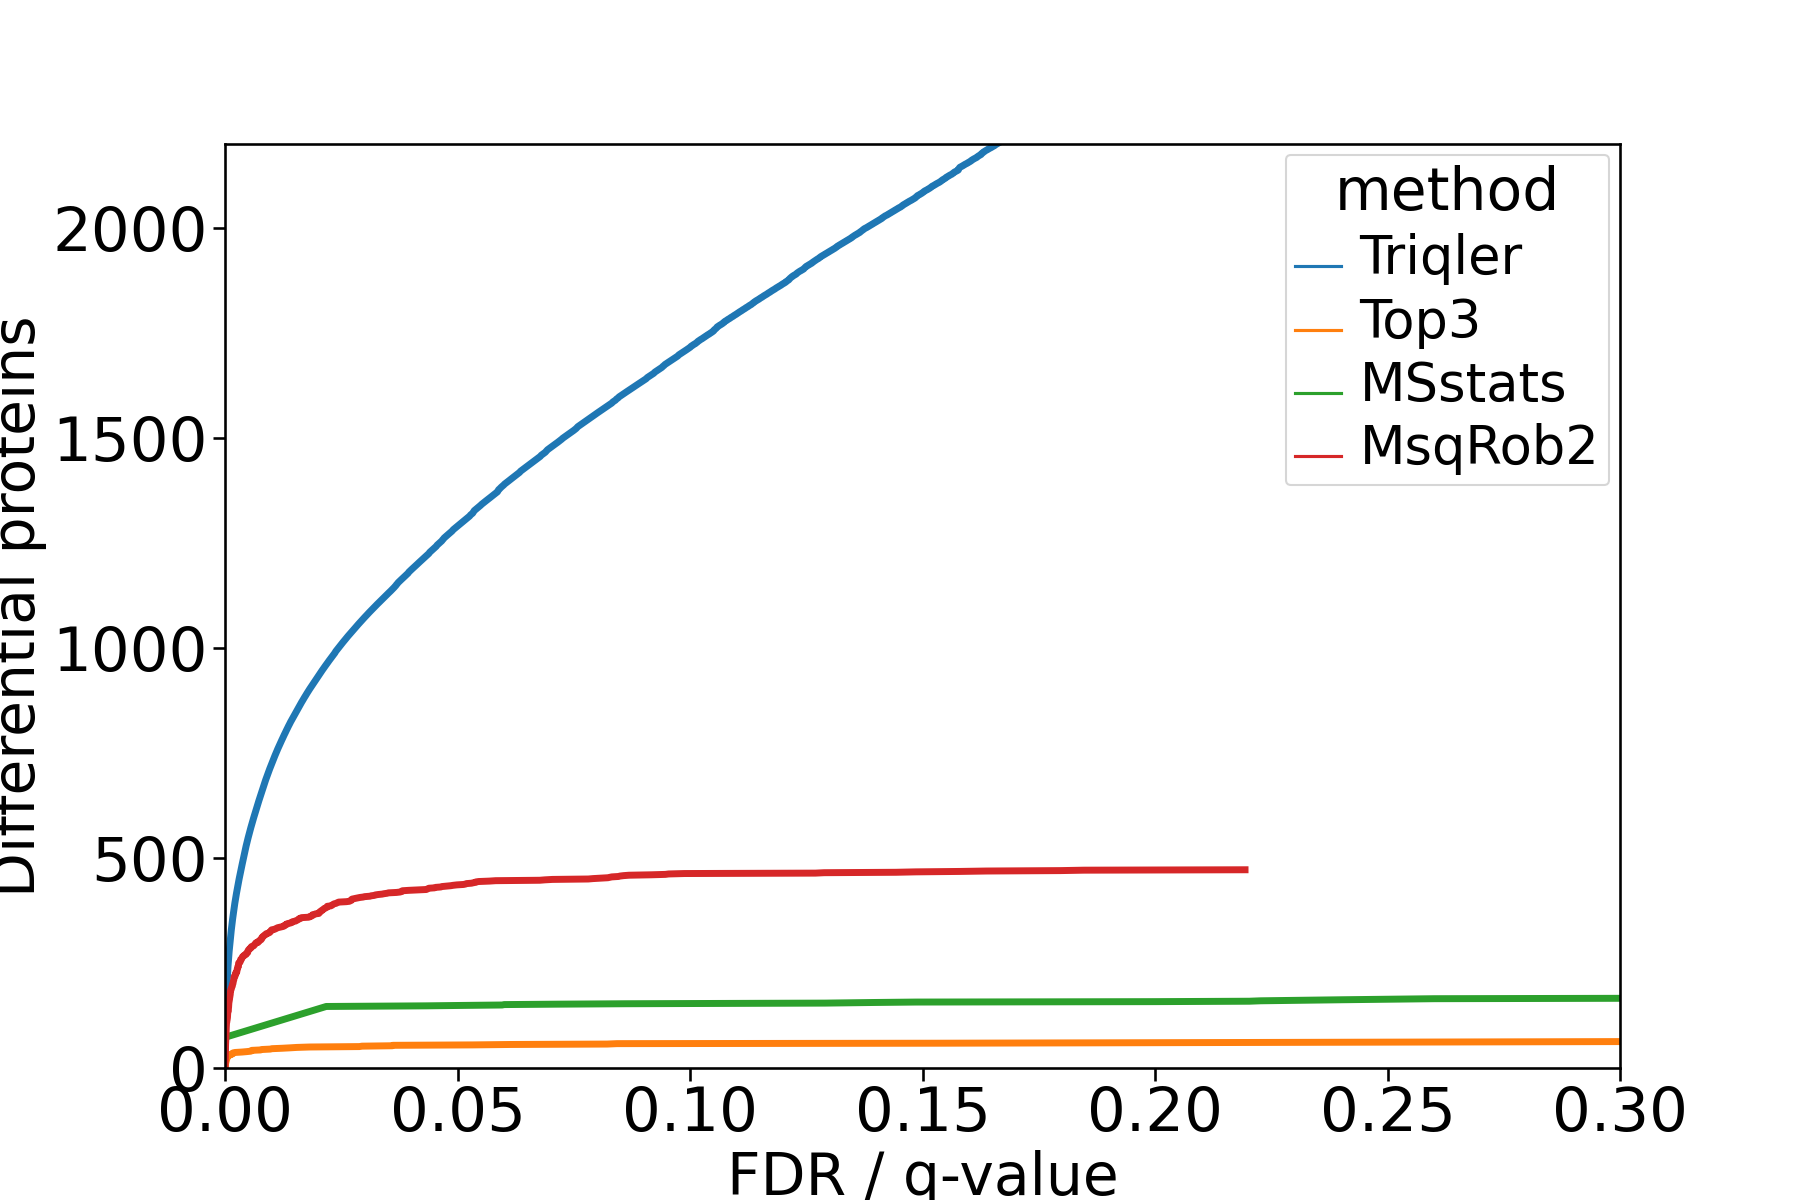 method
Triqler
Top3
MSstats
MsqRob2
2000
1500
1000
500
0
Differential proteins
0.00 0.05 0.10 0.15 0.20 0.25 0.30
FDR / q-value